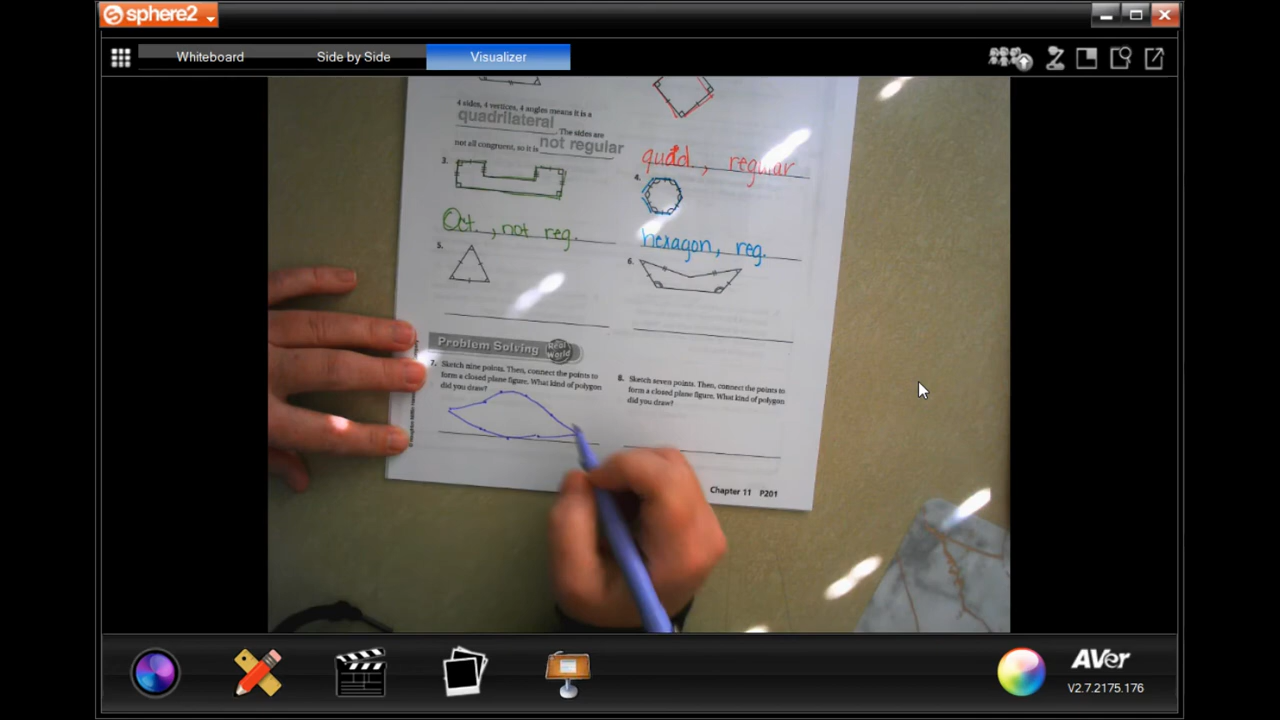 sphere2
Whiteboard Side by Side Visualizer
4 sides, 4 vertices, 4 angles means it is a
quadrilateral
. The sides are
not all congruent, so it is not regular
quad., regular
3.
4.
Oct., not reg.
hexagon, reg.
5.
6.
Problem Solving Real World
7. Sketch nine points. Then, connect the points to
form a closed plane figure. What kind of polygon
did you draw?
8. Sketch seven points. Then, connect the points to
form a closed plane figure. What kind of polygon
did you draw?
Chapter 11 P201
AVer
V2.7.2175.176